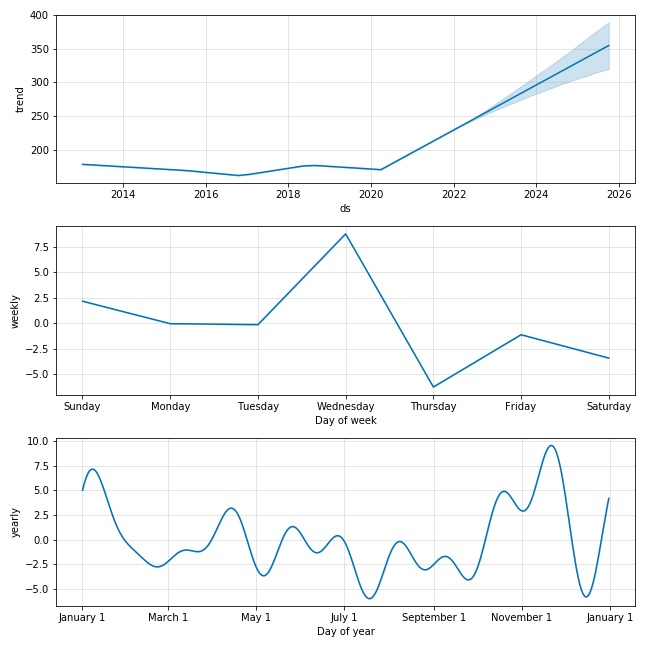 400
350
300
250
200
trend
2014 2016 2018 2020 2022 2024 2026
ds
7.5
5.0
2.5
0.0
−2.5
−5.0
weekly
Sunday Monday Tuesday Wednesday Thursday Friday Saturday
Day of week
10.0
7.5
5.0
2.5
0.0
−2.5
−5.0
yearly
January 1 March 1 May 1 July 1 September 1 November 1 January 1
Day of year